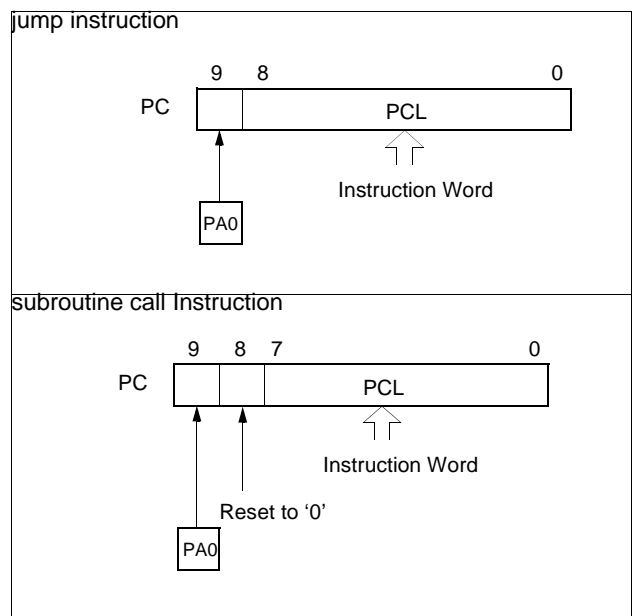 jump instruction
9 8 0
PC PCL
Instruction Word
PA0
subroutine call Instruction
9 8 7 0
PC PCL
Instruction Word
Reset to ‘0’
PA0